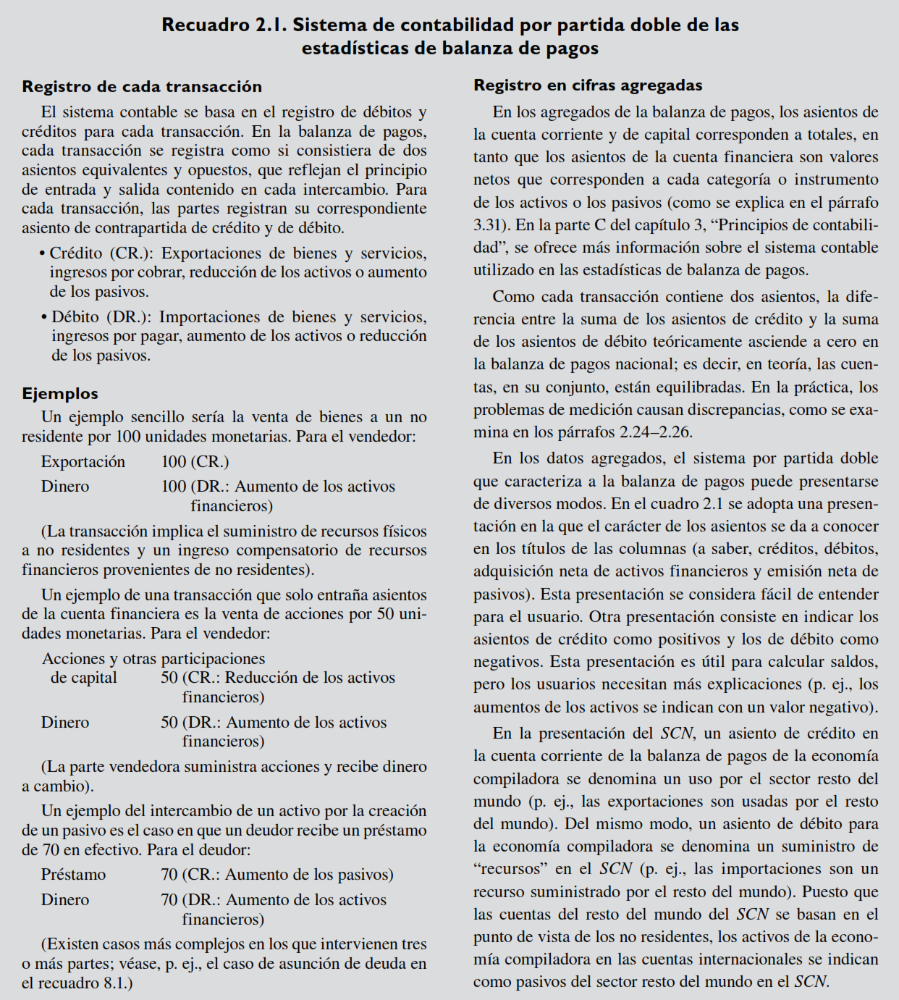 Recuadro 2.1. Sistema de contabilidad por partida doble de las
estadísticas de balanza de pagos
Registro de cada transacción
El sistema contable se basa en el registro de débitos y
créditos para cada transacción. En la balanza de pagos,
cada transacción se registra como si consistiera de dos
asientos equivalentes y opuestos, que reflejan el principio
de entrada y salida contenido en cada intercambio. Para
cada transacción, las partes registran su correspondiente
asiento de contrapartida de crédito y de débito.
• Crédito (CR.): Exportaciones de bienes y servicios,
ingresos por cobrar, reducción de los activos o aumento
de los pasivos.
• Débito (DR.): Importaciones de bienes y servicios,
ingresos por pagar, aumento de los activos o reducción
de los pasivos.
Ejemplos
Un ejemplo sencillo sería la venta de bienes a un no
residente por 100 unidades monetarias. Para el vendedor:
Exportación 100 (CR.)
Dinero 100 (DR.: Aumento de los activos
financieros)
(La transacción implica el suministro de recursos físicos
a no residentes y un ingreso compensatorio de recursos
financieros provenientes de no residentes).
Un ejemplo de una transacción que solo entraña asientos
de la cuenta financiera es la venta de acciones por 50 uni-
dades monetarias. Para el vendedor:
Acciones y otras participaciones
de capital 50 (CR.: Reducción de los activos
financieros)
Dinero 50 (DR.: Aumento de los activos
financieros)
(La parte vendedora suministra acciones y recibe dinero
a cambio).
Un ejemplo del intercambio de un activo por la creación
de un pasivo es el caso en que un deudor recibe un préstamo
de 70 en efectivo. Para el deudor:
Préstamo 70 (CR.: Aumento de los pasivos)
Dinero 70 (DR.: Aumento de los activos
financieros)
(Existen casos más complejos en los que intervienen tres
o más partes; véase, p. ej., el caso de asunción de deuda en
el recuadro 8.1.)
Registro en cifras agregadas
En los agregados de la balanza de pagos, los asientos de
la cuenta corriente y de capital corresponden a totales, en
tanto que los asientos de la cuenta financiera son valores
netos que corresponden a cada categoría o instrumento
de los activos o los pasivos (como se explica en el párrafo
3.31). En la parte C del capítulo 3, “Principios de contabili-
dad”, se ofrece más información sobre el sistema contable
utilizado en las estadísticas de balanza de pagos.
Como cada transacción contiene dos asientos, la dife-
rencia entre la suma de los asientos de crédito y la suma
de los asientos de débito teóricamente asciende a cero en
la balanza de pagos nacional; es decir, en teoría, las cuen-
tas, en su conjunto, están equilibradas. En la práctica, los
problemas de medición causan discrepancias, como se exa-
mina en los párrafos 2.24–2.26.
En los datos agregados, el sistema por partida doble
que caracteriza a la balanza de pagos puede presentarse
de diversos modos. En el cuadro 2.1 se adopta una presen-
tación en la que el carácter de los asientos se da a conocer
en los títulos de las columnas (a saber, créditos, débitos,
adquisición neta de activos financieros y emisión neta de
pasivos). Esta presentación se considera fácil de entender
para el usuario. Otra presentación consiste en indicar los
asientos de crédito como positivos y los de débito como
negativos. Esta presentación es útil para calcular saldos,
pero los usuarios necesitan más explicaciones (p. ej., los
aumentos de los activos se indican con un valor negativo).
En la presentación del SCN, un asiento de crédito en
la cuenta corriente de la balanza de pagos de la economía
compiladora se denomina un uso por el sector resto del
mundo (p. ej., las exportaciones son usadas por el resto
del mundo). Del mismo modo, un asiento de débito para
la economía compiladora se denomina un suministro de
“recursos” en el SCN (p. ej., las importaciones son un
recurso suministrado por el resto del mundo). Puesto que
las cuentas del resto del mundo del SCN se basan en el
punto de vista de los no residentes, los activos de la econo-
mía compiladora en las cuentas internacionales se indican
como pasivos del sector resto del mundo en el SCN.